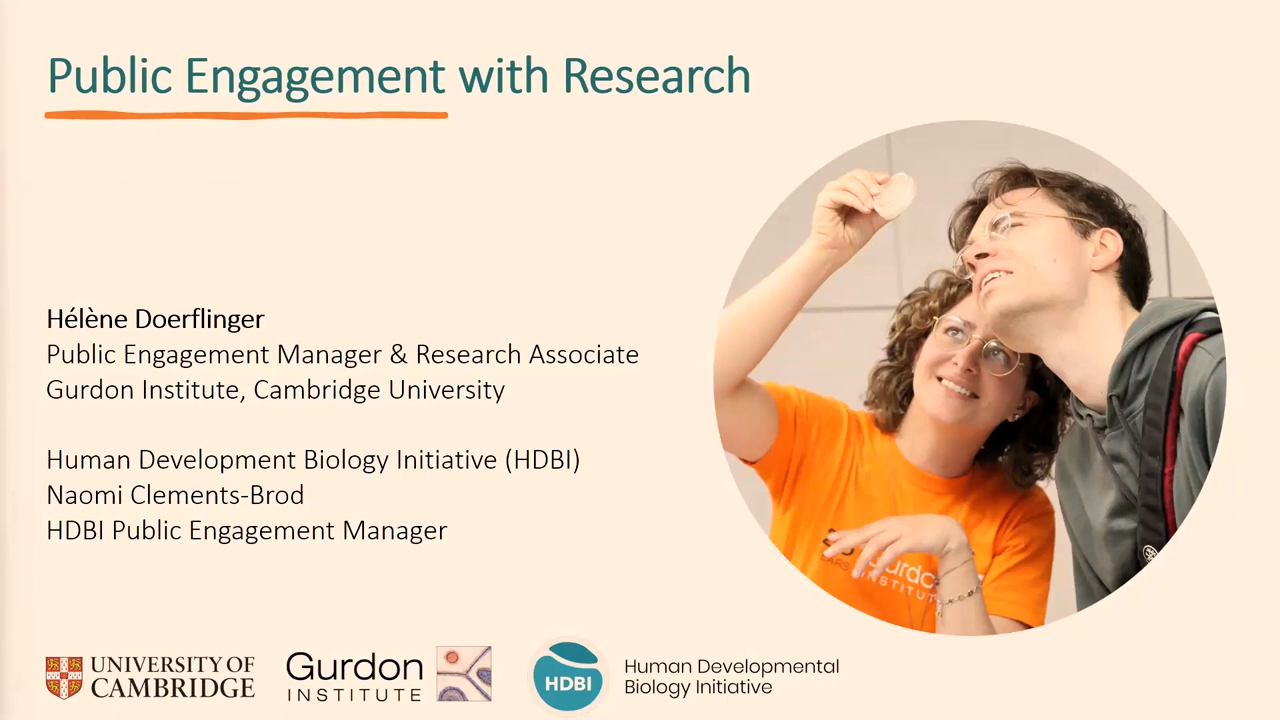 Public Engagement with Research
Hélène Doerflinger
Public Engagement Manager & Research Associate
Gurdon Institute, Cambridge University
Human Development Biology Initiative (HDBI)
Naomi Clements-Brod
HDBI Public Engagement Manager
UNIVERSITY OF
CAMBRIDGE
Gurdon
INSTITUTE
HDBI
Human Developmental
Biology Initiative